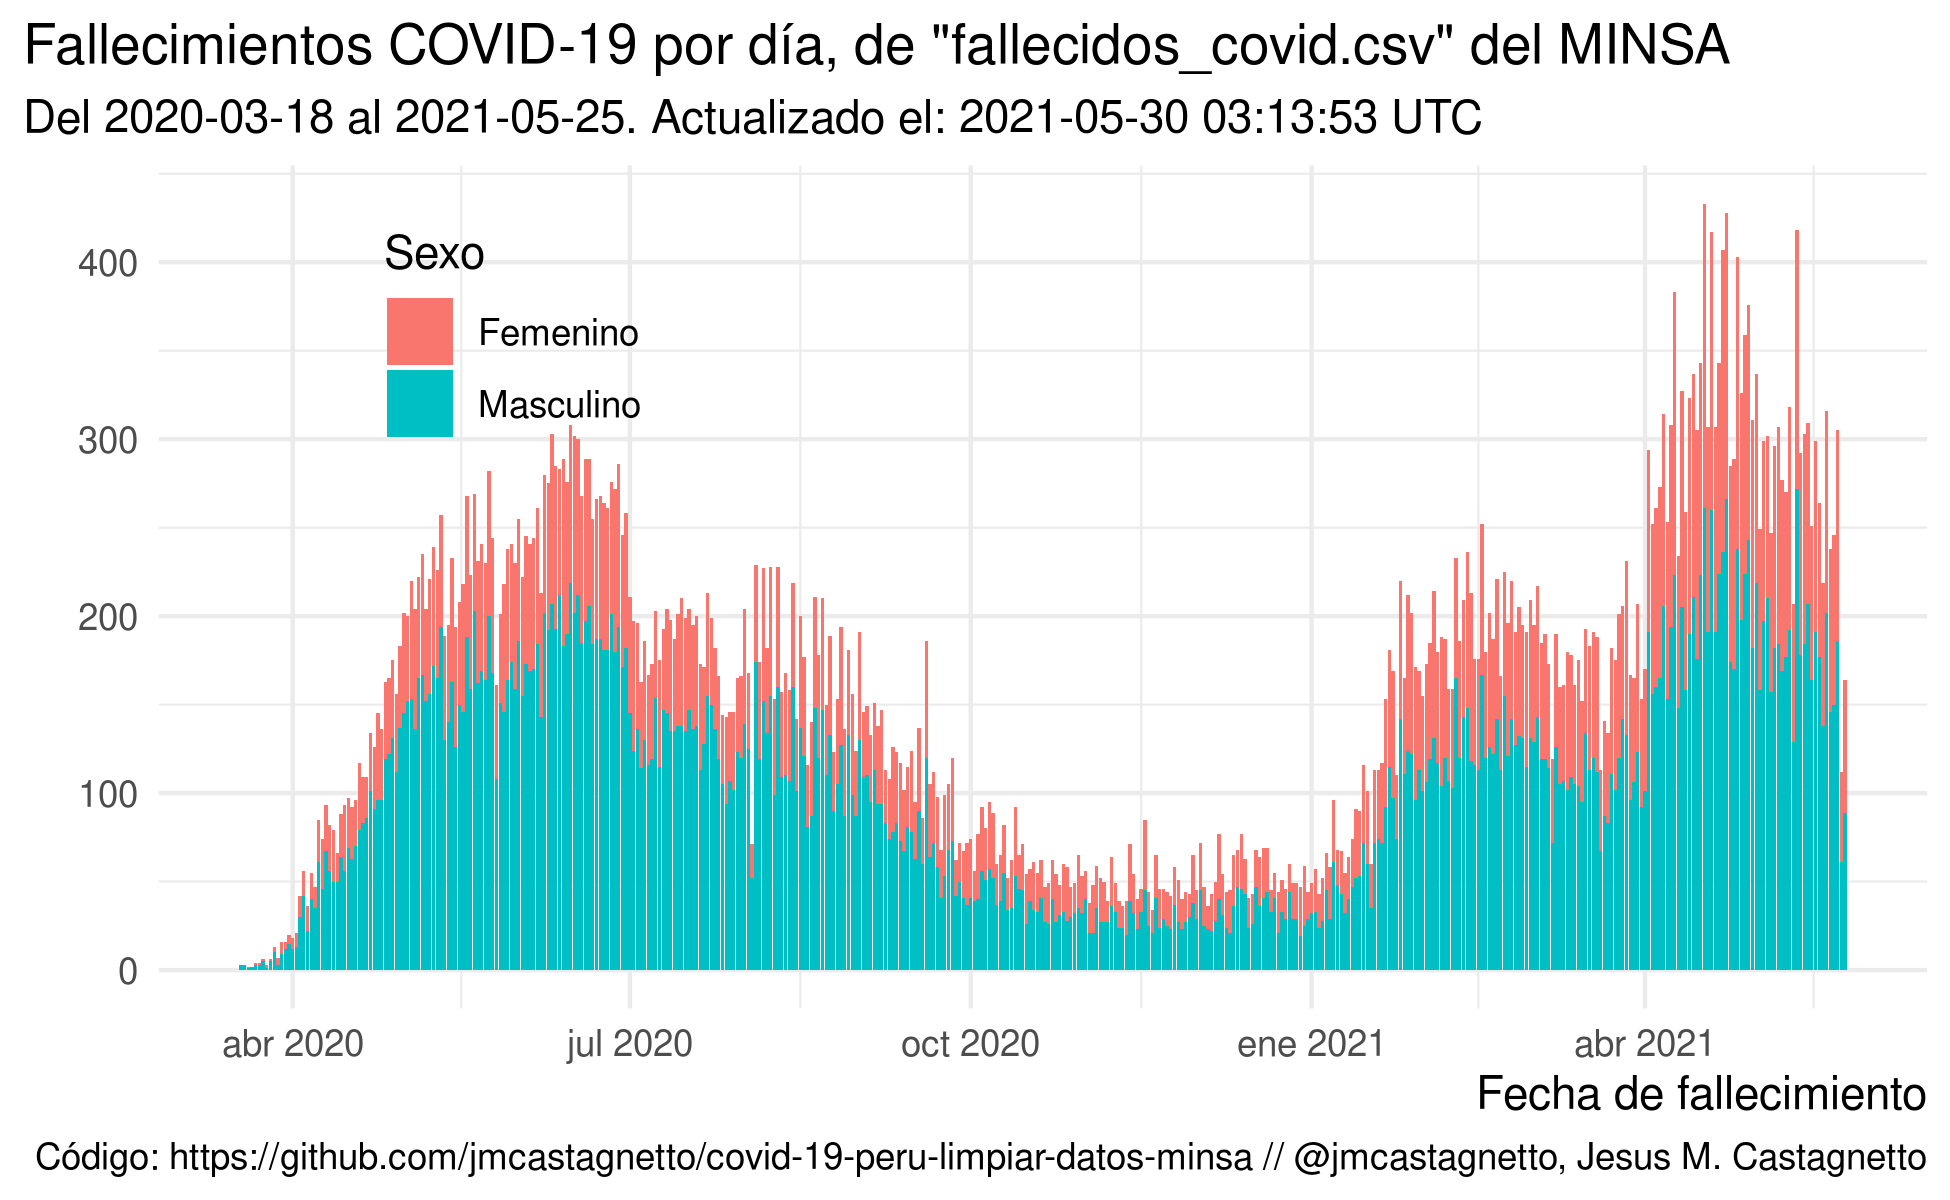 Fallecimientos COVID-19 por día, de "fallecidos_covid.csv" del MINSA
Del 2020-03-18 al 2021-05-25. Actualizado el: 2021-05-30 03:13:53 UTC
Sexo
Femenino
Masculino
400
300
200
100
0
abr 2020 jul 2020 oct 2020 ene 2021 abr 2021
Fecha de fallecimiento
Código: https://github.com/jmcastagnetto/covid-19-peru-limpiar-datos-minsa // @jmcastagnetto, Jesus M. Castagnetto